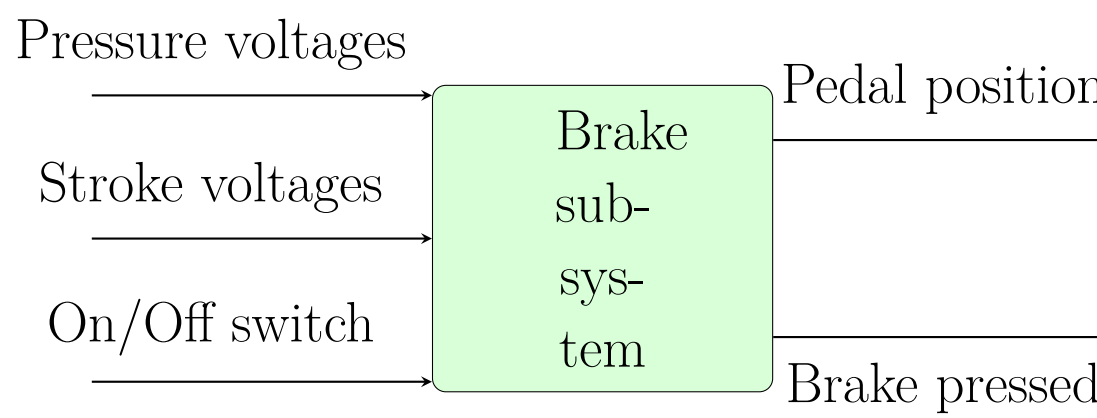 Pressure voltages
Stroke voltages
On/Off switch
Brake
sub-
sys-
tem
Pedal position
Brake pressed